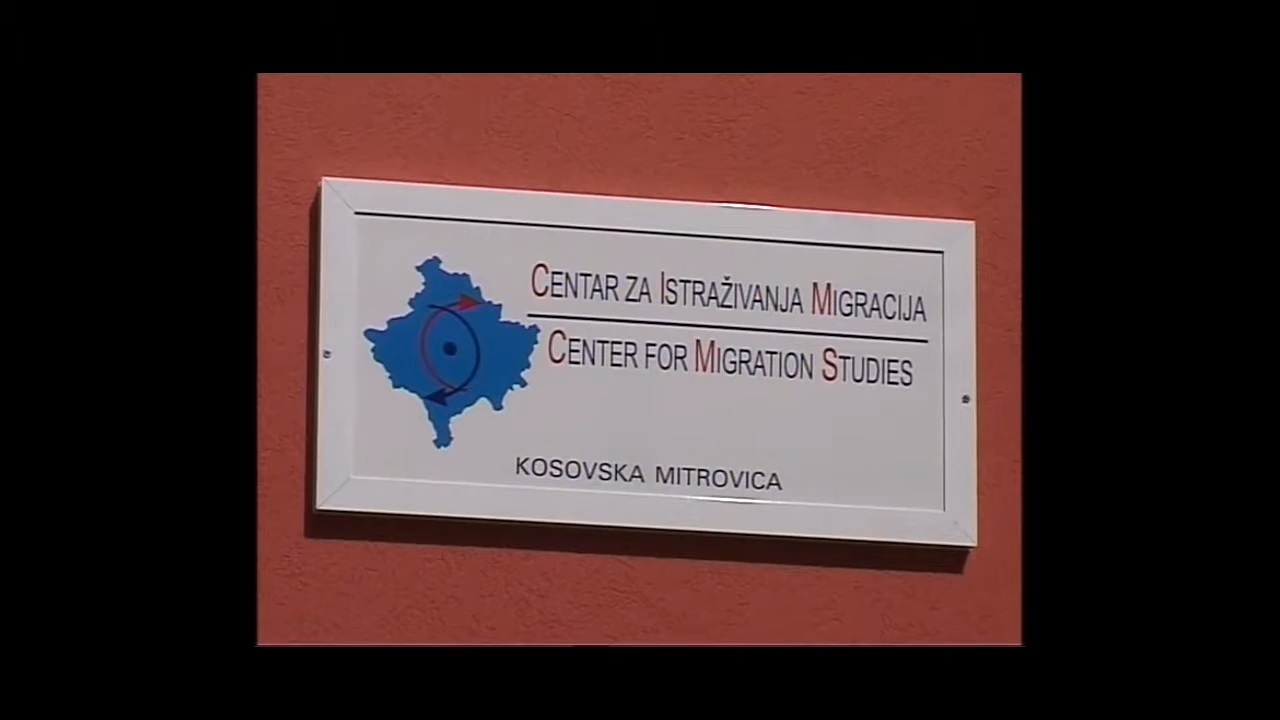 CENTAR ZA ISTRAŽIVANJA MIGRACIJA
CENTER FOR MIGRATION STUDIES
KOSOVSKA MITROVICA